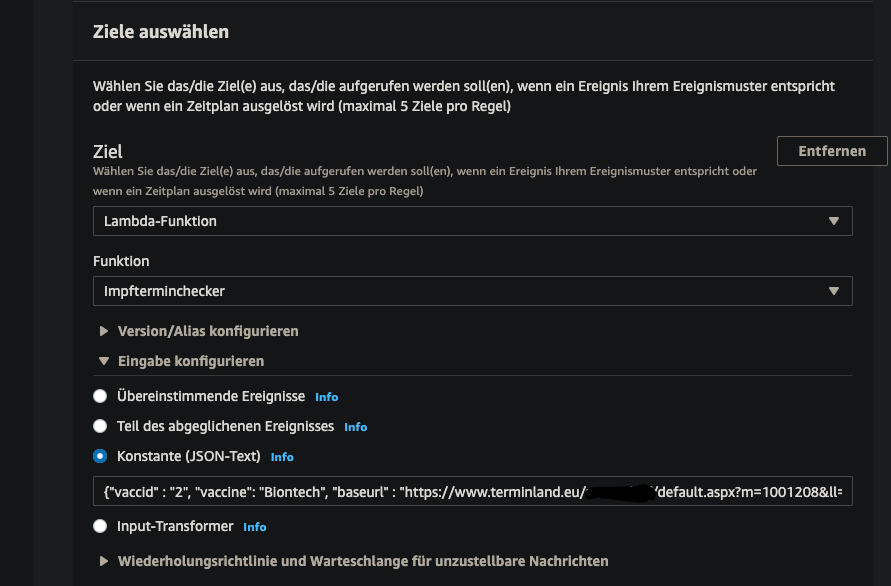 Ziele auswählen
Wählen Sie das/die Ziel(e) aus, das/die aufgerufen werden soll(en), wenn ein Ereignis Ihrem Ereignismuster entspricht
oder wenn ein Zeitplan ausgelöst wird (maximal 5 Ziele pro Regel)
Ziel
Entfernen
Wählen Sie das/die Ziel(e) aus, das/die aufgerufen werden soll(en), wenn ein Ereignis Ihrem Ereignismuster entspricht oder
wenn ein Zeitplan ausgelöst wird (maximal 5 Ziele pro Regel)
Lambda-Funktion
Funktion
Impfterminchecker
Version/Alias konfigurieren
Eingabe konfigurieren
Übereinstimmende Ereignisse Info
Teil des abgeglichenen Ereignisses Info
Konstante (JSON-Text) Info
{"vaccid" : "2", "vaccine": "Biontech", "baseurl" : "https://www.terminland.eu/ /default.aspx?m=1001208&ll=
Input-Transformer Info
Wiederholungsrichtlinie und Warteschlange für unzustellbare Nachrichten